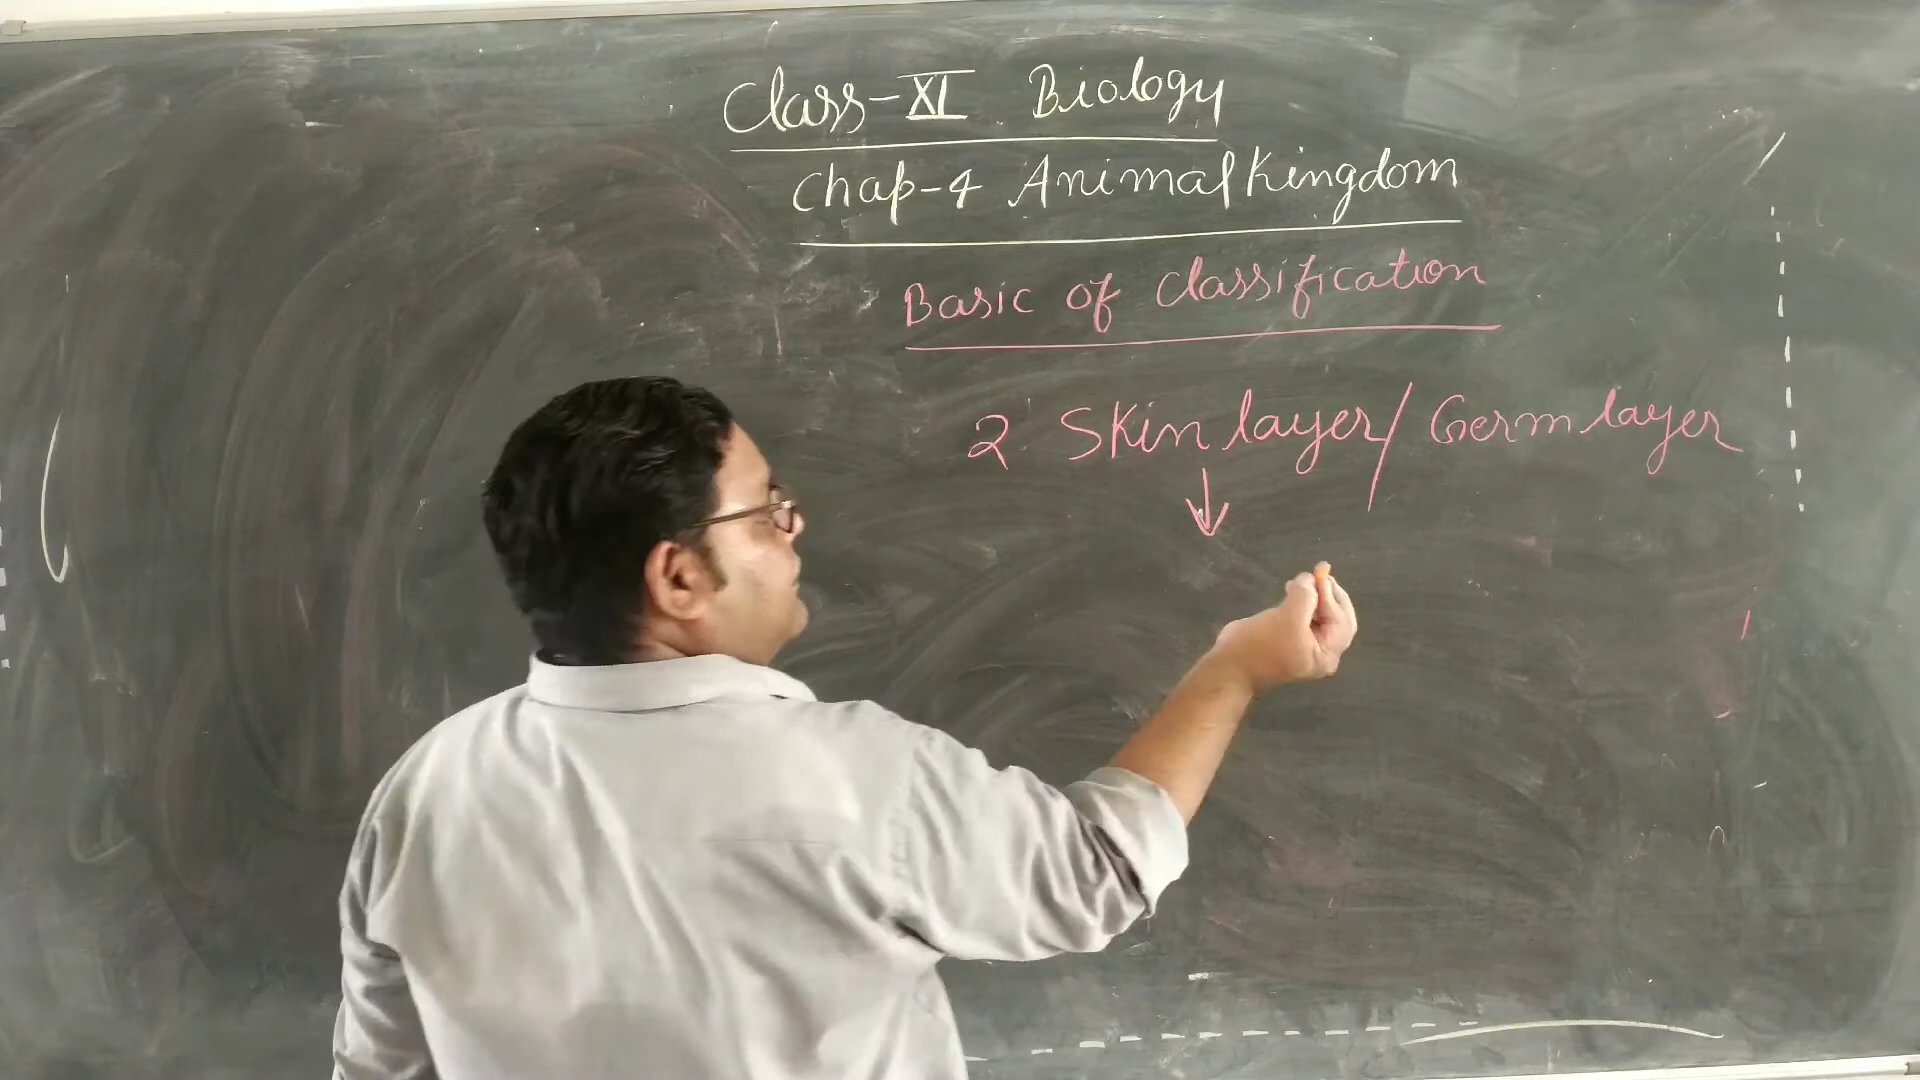 Class-XI Biology
Chap-4 Animal Kingdom
Basic of classification
2. Skin layer/ Germ layer